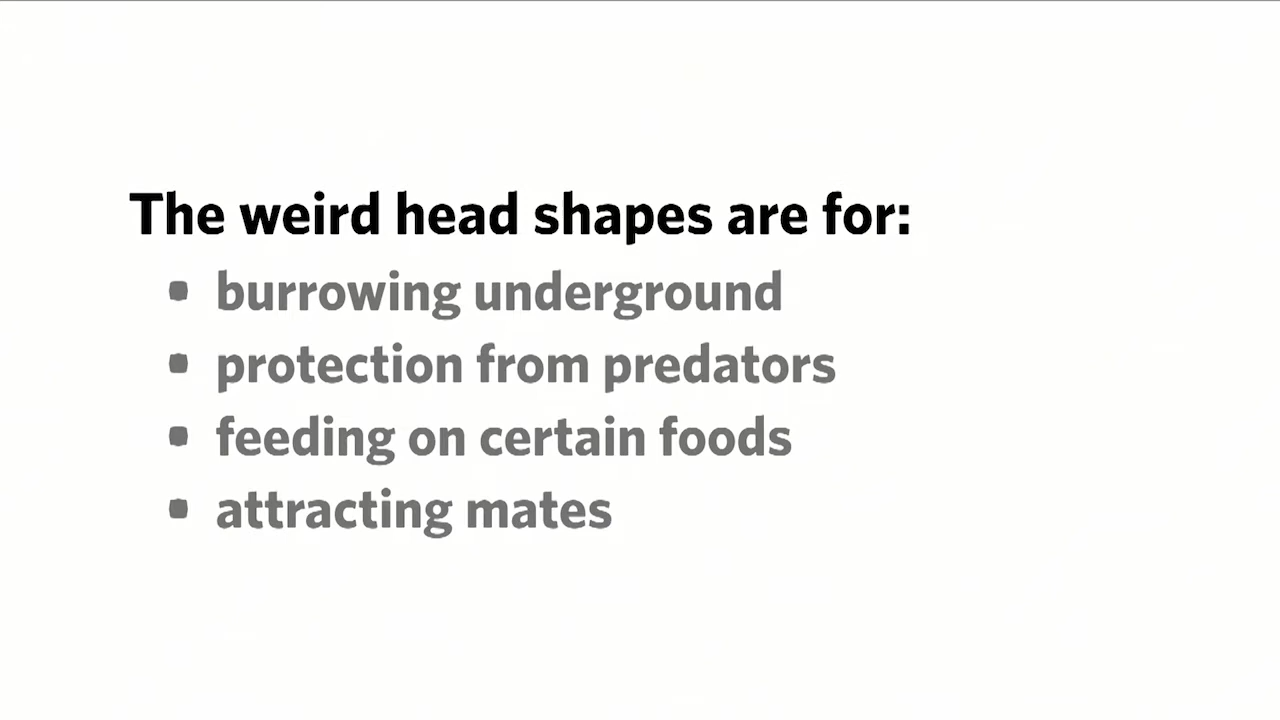 The weird head shapes are for:
▪ burrowing underground
▪ protection from predators
▪ feeding on certain foods
▪ attracting mates